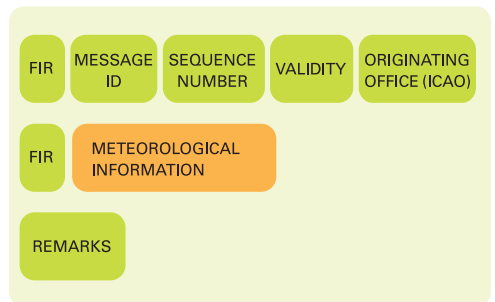 FIR
MESSAGE
ID
SEQUENCE
NUMBER
VALIDITY
ORIGINATING
OFFICE (ICAO)
FIR
METEOROLOGICAL
INFORMATION
REMARKS